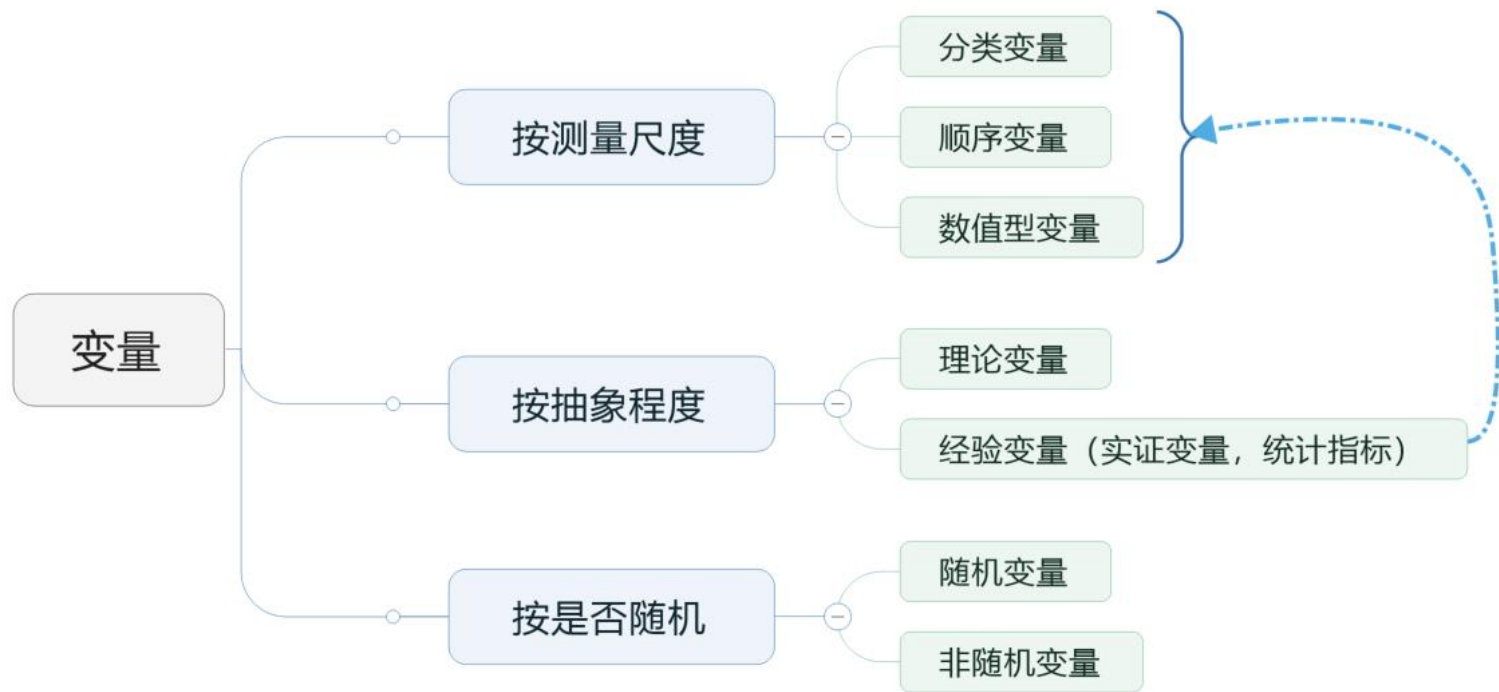 变量
按测量尺度
分类变量
顺序变量
数值型变量
按抽象程度
理论变量
经验变量（实证变量，统计指标）
按是否随机
随机变量
非随机变量